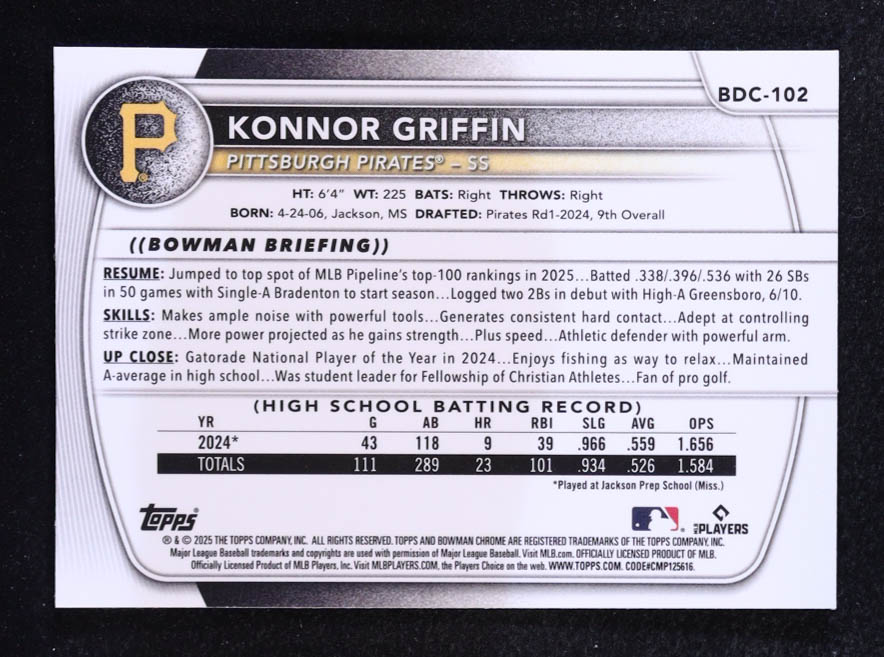 BDC-102
P
KONNOR GRIFFIN
PITTSBURGH PIRATES® – SS
HT: 6'4" WT: 225 BATS: Right THROWS: Right
BORN: 4-24-06, Jackson, MS DRAFTED: Pirates Rd1-2024, 9th Overall
((BOWMAN BRIEFING))
RESUME: Jumped to top spot of MLB Pipeline's top-100 rankings in 2025...Batted .338/.396/.536 with 26 SBs
in 50 games with Single-A Bradenton to start season...Logged two 2Bs in debut with High-A Greensboro, 6/10.
SKILLS: Makes ample noise with powerful tools...Generates consistent hard contact...Adept at controlling
strike zone...More power projected as he gains strength...Plus speed...Athletic defender with powerful arm.
UP CLOSE: Gatorade National Player of the Year in 2024...Enjoys fishing as way to relax...Maintained
A-average in high school...Was student leader for Fellowship of Christian Athletes...Fan of pro golf.
(HIGH SCHOOL BATTING RECORD)
YR G AB HR RBI SLG AVG OPS
2024* 43 118 9 39 .966 .559 1.656
TOTALS 111 289 23 101 .934 .526 1.584
*Played at Jackson Prep School (Miss.)
Topps®
MLB PLAYERS
® & © 2025 THE TOPPS COMPANY, INC. ALL RIGHTS RESERVED. TOPPS AND BOWMAN CHROME ARE REGISTERED TRADEMARKS OF THE TOPPS COMPANY, INC.
Major League Baseball trademarks and copyrights are used with permission of Major League Baseball. Visit MLB.com. OFFICIALLY LICENSED PRODUCT OF MLB.
Officially Licensed Product of MLB Players, Inc. Visit MLBPLAYERS.COM, the Players Choice on the web. WWW.TOPPS.COM. CODE#CMP125616.